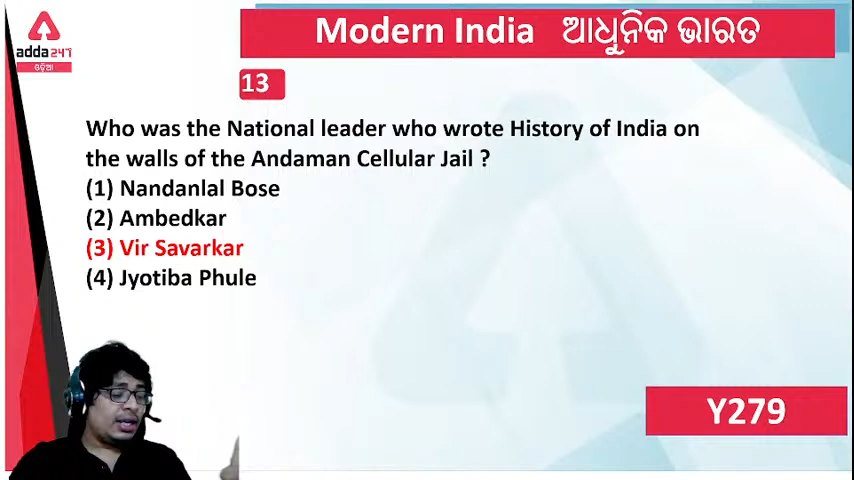 Modern India ଆଧୁନିକ ଭାରତ
adda247
ଓଡ଼ିଆ
13
Who was the National leader who wrote History of India on
the walls of the Andaman Cellular Jail ?
(1) Nandanlal Bose
(2) Ambedkar
(3) Vir Savarkar
(4) Jyotiba Phule
Y279